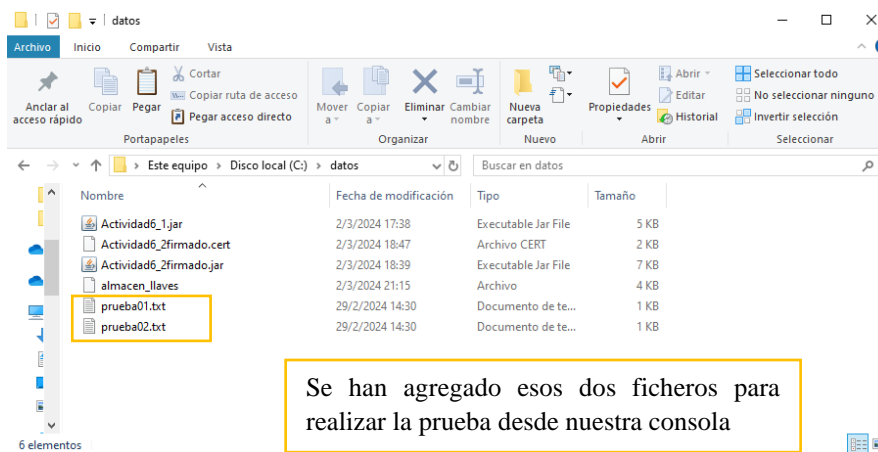 datos
Archivo Inicio Compartir Vista
Anclar al acceso rápido
Copiar
Pegar
Cortar
Copiar ruta de acceso
Pegar acceso directo
Portapapeles
Mover a
Copiar a
Eliminar
Cambiar nombre
Organizar
Nueva carpeta
Nuevo
Propiedades
Abrir
Editar
Historial
Abrir
Seleccionar todo
No seleccionar ninguno
Invertir selección
Seleccionar
Este equipo > Disco local (C:) > datos
Buscar en datos
Nombre Fecha de modificación Tipo Tamaño
Actividad6_1.jar 2/3/2024 17:38 Executable Jar File 5 KB
Actividad6_2firmado.cert 2/3/2024 18:47 Archivo CERT 2 KB
Actividad6_2firmado.jar 2/3/2024 18:39 Executable Jar File 7 KB
almacen_llaves 2/3/2024 21:15 Archivo 4 KB
prueba01.txt 29/2/2024 14:30 Documento de te... 1 KB
prueba02.txt 29/2/2024 14:30 Documento de te... 1 KB
Se han agregado esos dos ficheros para
realizar la prueba desde nuestra consola
6 elementos